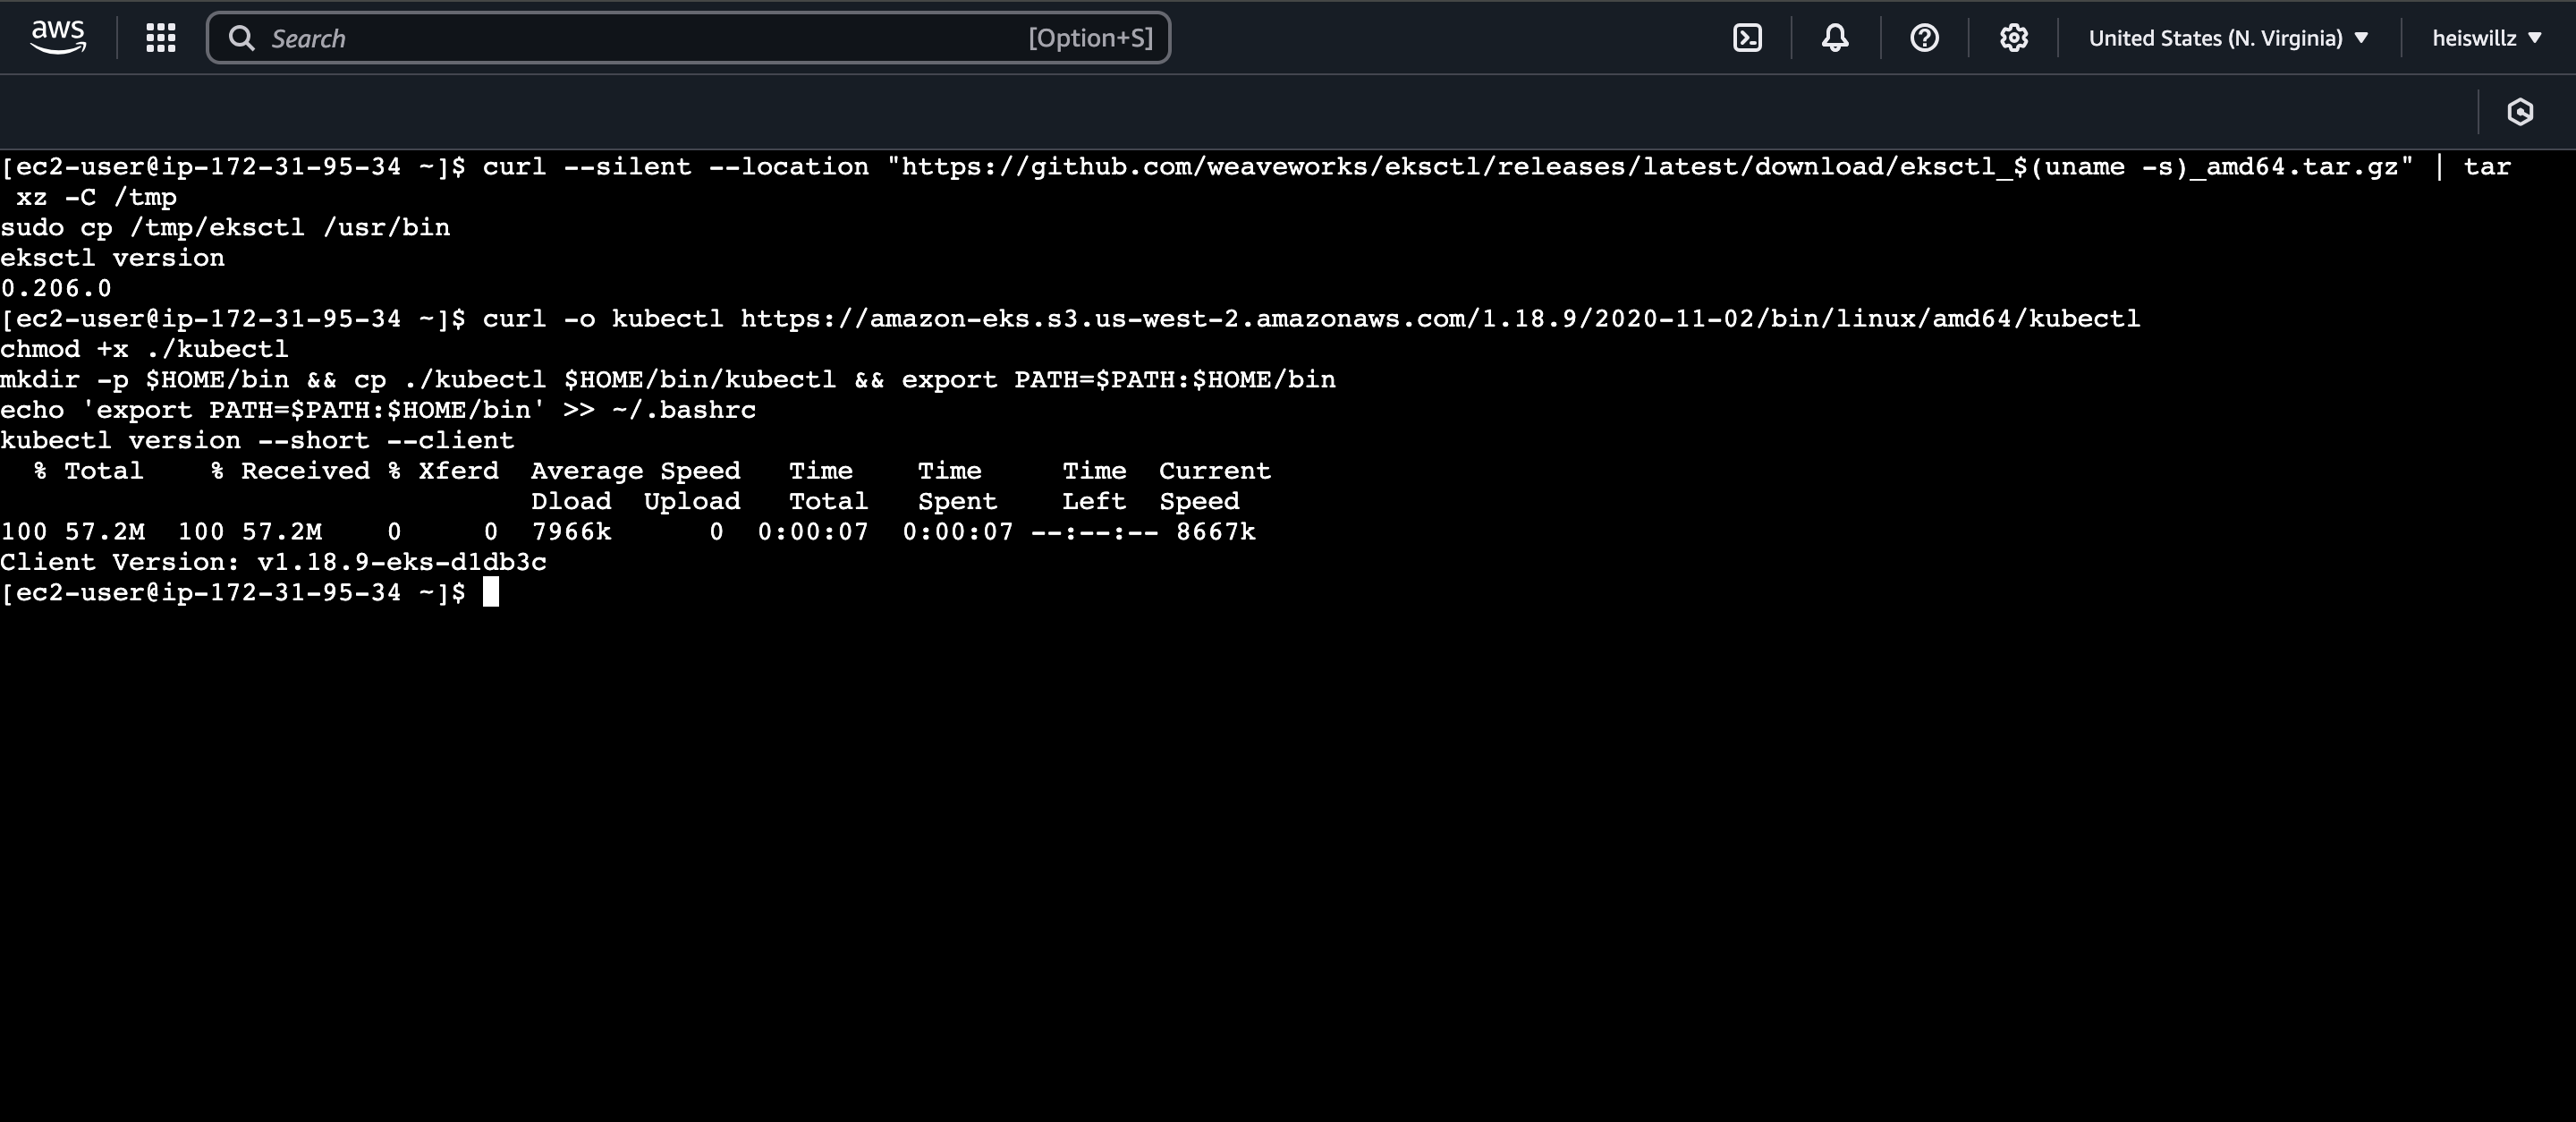 aws
Search [Option+S] United States (N. Virginia) heiswillz
[ec2-user@ip-172-31-95-34 ~]$ curl --silent --location "https://github.com/weaveworks/eksctl/releases/latest/download/eksctl_$(uname -s)_amd64.tar.gz" | tar
 xz -C /tmp
sudo cp /tmp/eksctl /usr/bin
eksctl version
0.206.0
[ec2-user@ip-172-31-95-34 ~]$ curl -o kubectl https://amazon-eks.s3.us-west-2.amazonaws.com/1.18.9/2020-11-02/bin/linux/amd64/kubectl
chmod +x ./kubectl
mkdir -p $HOME/bin && cp ./kubectl $HOME/bin/kubectl && export PATH=$PATH:$HOME/bin
echo 'export PATH=$PATH:$HOME/bin' >> ~/.bashrc
kubectl version --short --client
  % Total    % Received % Xferd  Average Speed   Time    Time     Time  Current
                                 Dload  Upload   Total   Spent    Left  Speed
100 57.2M  100 57.2M    0     0  7966k      0  0:00:07  0:00:07 --:--:-- 8667k
Client Version: v1.18.9-eks-d1db3c
[ec2-user@ip-172-31-95-34 ~]$